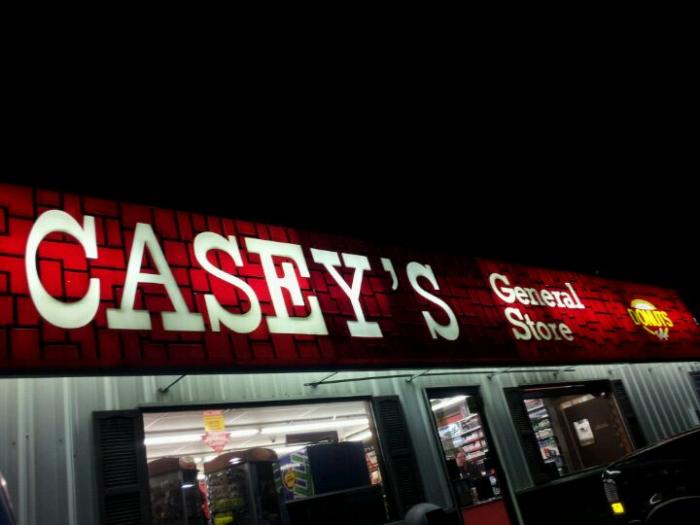 CASEY'S
General
Store
DONUTS